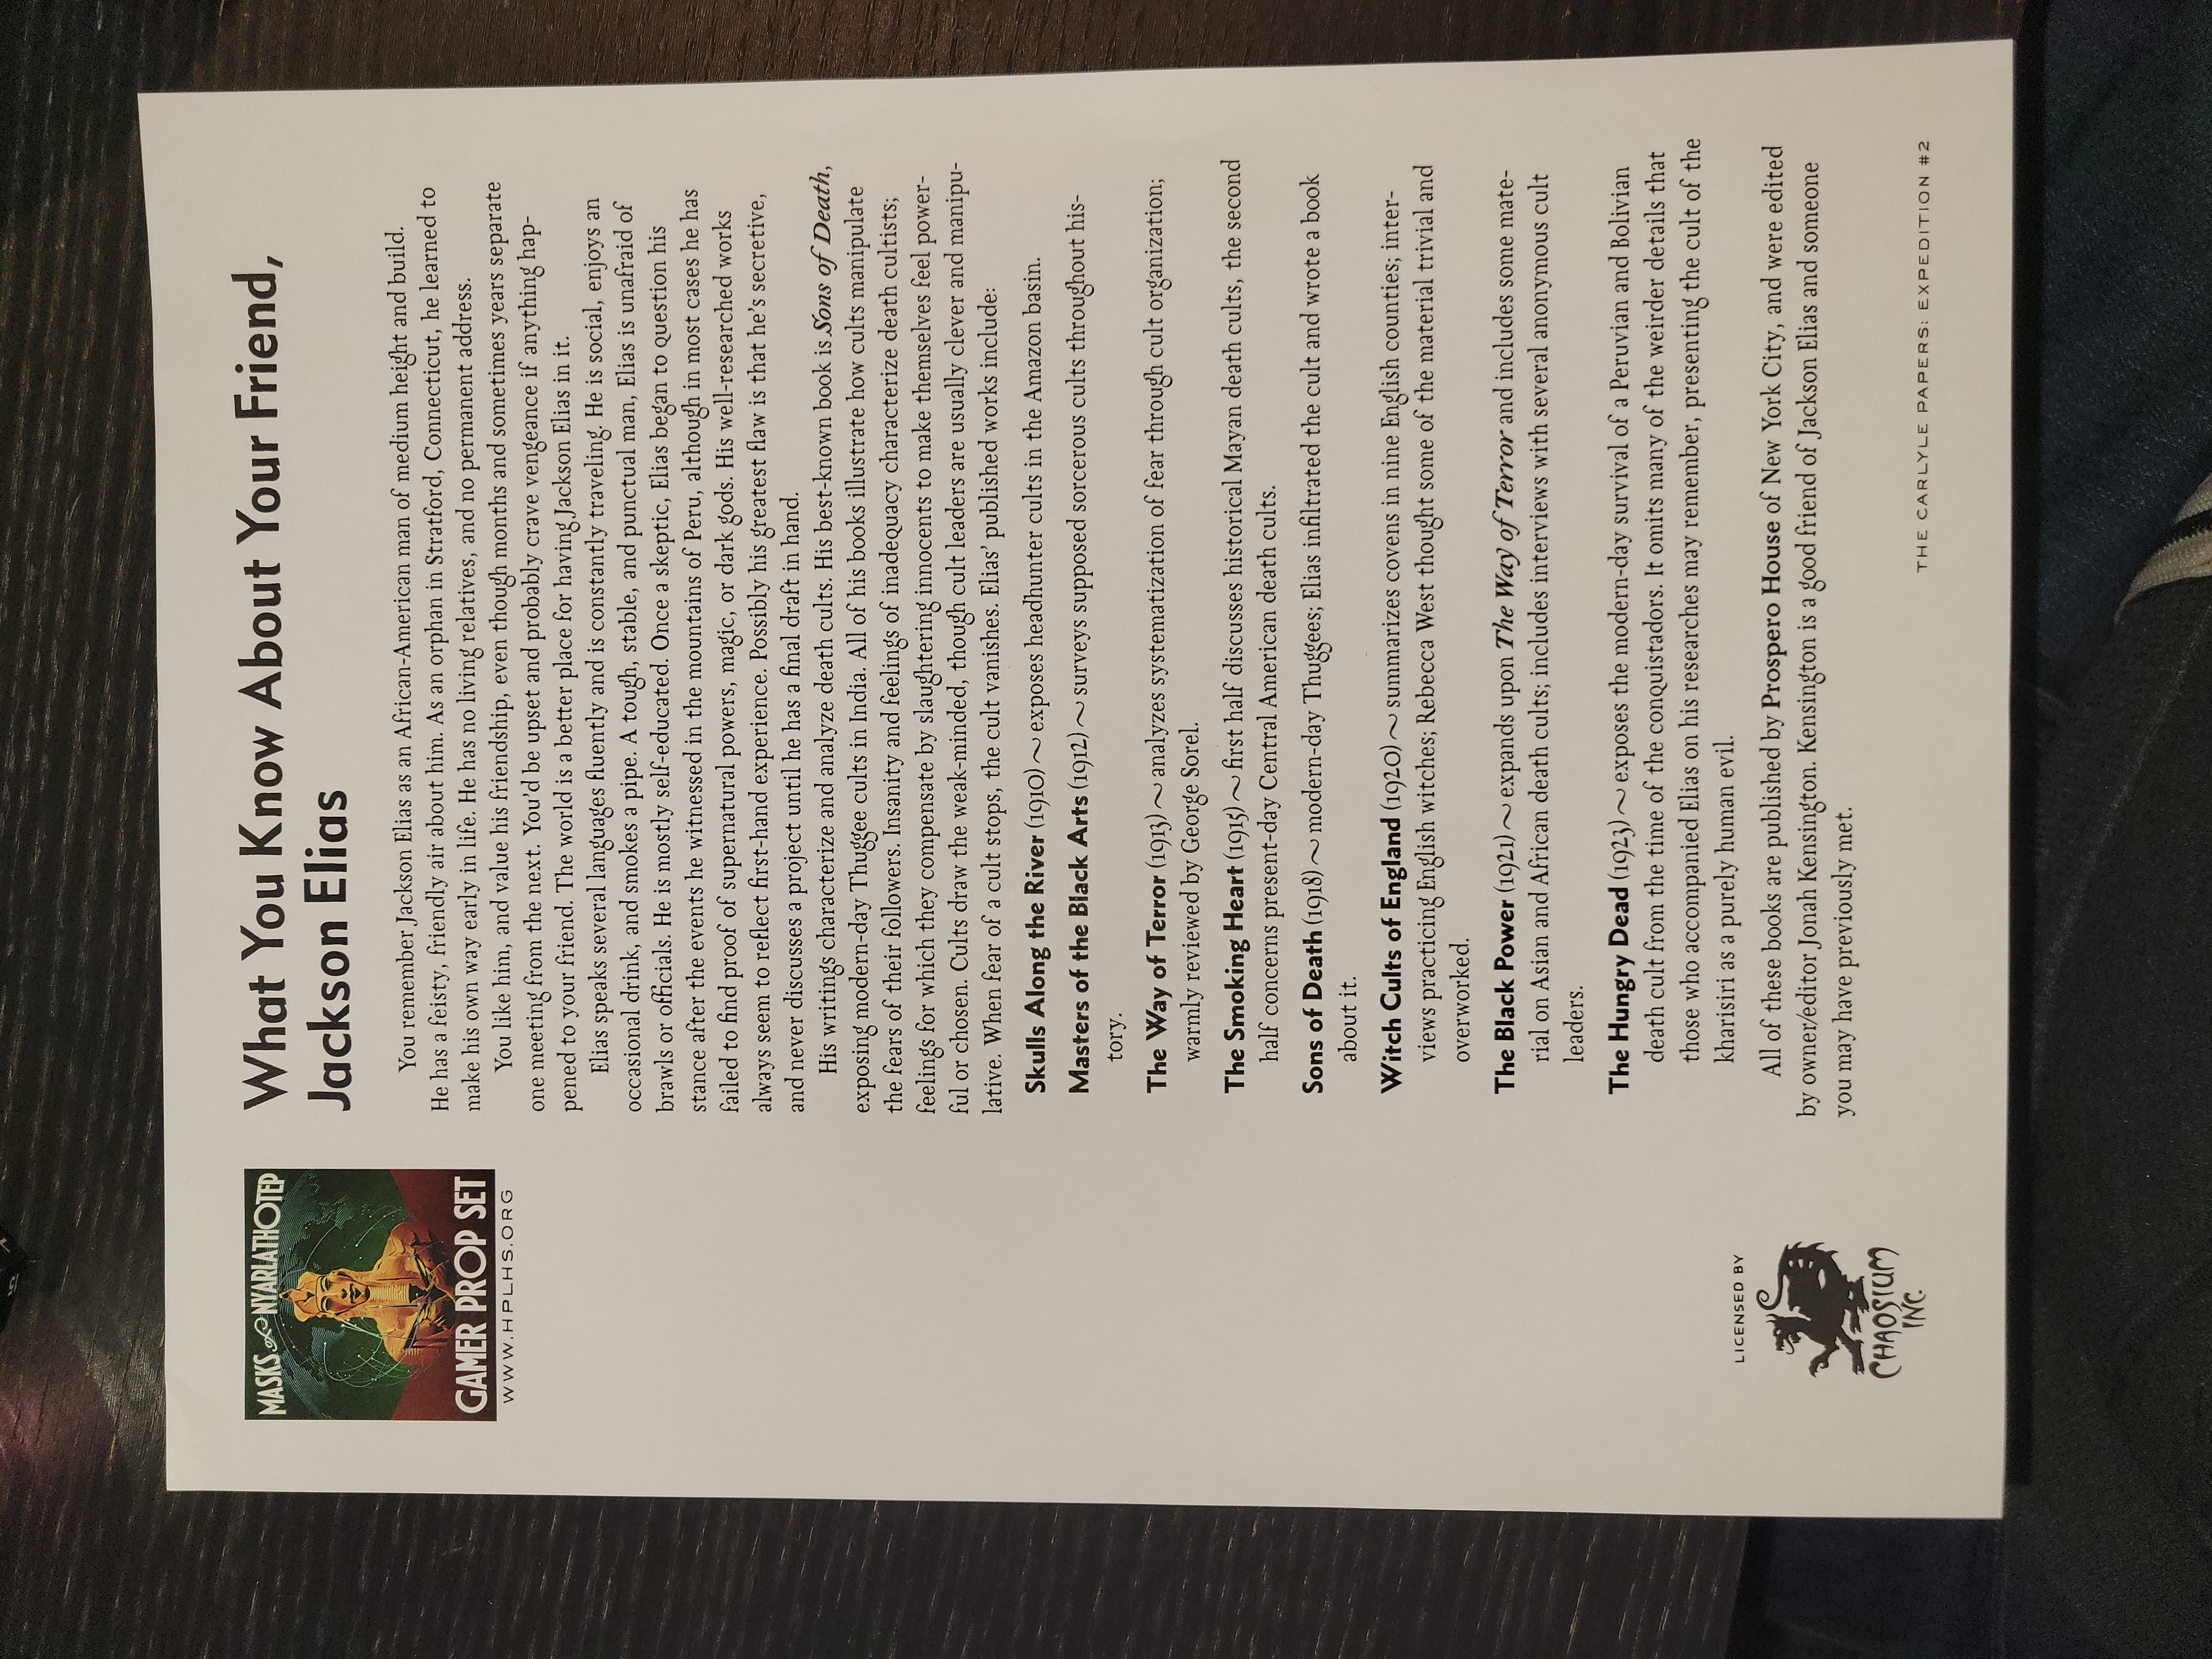 MASKS of NYARLATHOTEP
GAMER PROP SET
WWW.HPLHS.ORG
What You Know About Your Friend,
Jackson Elias
You remember Jackson Elias as an African-American man of medium height and build.
He has a feisty, friendly air about him. As an orphan in Stratford, Connecticut, he learned to
make his own way early in life. He has no living relatives, and no permanent address.
You like him, and value his friendship, even though months and sometimes years separate
one meeting from the next. You'd be upset and probably crave vengeance if anything hap-
pened to your friend. The world is a better place for having Jackson Elias in it.
Elias speaks several languages fluently and is constantly traveling. He is social, enjoys an
occasional drink, and smokes a pipe. A tough, stable, and punctual man, Elias is unafraid of
brawls or officials. He is mostly self-educated. Once a skeptic, Elias began to question his
stance after the events he witnessed in the mountains of Peru, although in most cases he has
failed to find proof of supernatural powers, magic, or dark gods. His well-researched works
always seem to reflect first-hand experience. Possibly his greatest flaw is that he's secretive,
and never discusses a project until he has a final draft in hand.
His writings characterize and analyze death cults. His best-known book is Sons of Death,
exposing modern-day Thuggee cults in India. All of his books illustrate how cults manipulate
the fears of their followers. Insanity and feelings of inadequacy characterize death cultists;
feelings for which they compensate by slaughtering innocents to make themselves feel power-
ful or chosen. Cults draw the weak-minded, though cult leaders are usually clever and manipu-
lative. When fear of a cult stops, the cult vanishes. Elias' published works include:
Skulls Along the River (1910) ~ exposes headhunter cults in the Amazon basin.
Masters of the Black Arts (1912) ~ surveys supposed sorcerous cults throughout his-
tory.
The Way of Terror (1913) ~ analyzes systematization of fear through cult organization;
warmly reviewed by George Sorel.
The Smoking Heart (1915) ~ first half discusses historical Mayan death cults, the second
half concerns present-day Central American death cults.
Sons of Death (1918) ~ modern-day Thuggees; Elias infiltrated the cult and wrote a book
about it.
Witch Cults of England (1920) ~ summarizes covens in nine English counties; inter-
views practicing English witches; Rebecca West thought some of the material trivial and
overworked.
The Black Power (1921) ~ expands upon The Way of Terror and includes some mate-
rial on Asian and African death cults; includes interviews with several anonymous cult
leaders.
The Hungry Dead (1923) ~ exposes the modern-day survival of a Peruvian and Bolivian
death cult from the time of the conquistadors. It omits many of the weirder details that
those who accompanied Elias on his researches may remember, presenting the cult of the
kharisiri as a purely human evil.
All of these books are published by Prospero House of New York City, and were edited
by owner/editor Jonah Kensington. Kensington is a good friend of Jackson Elias and someone
you may have previously met.
LICENSED BY
CHAOSIUM
INC.
THE CARLYLE PAPERS: EXPEDITION #2